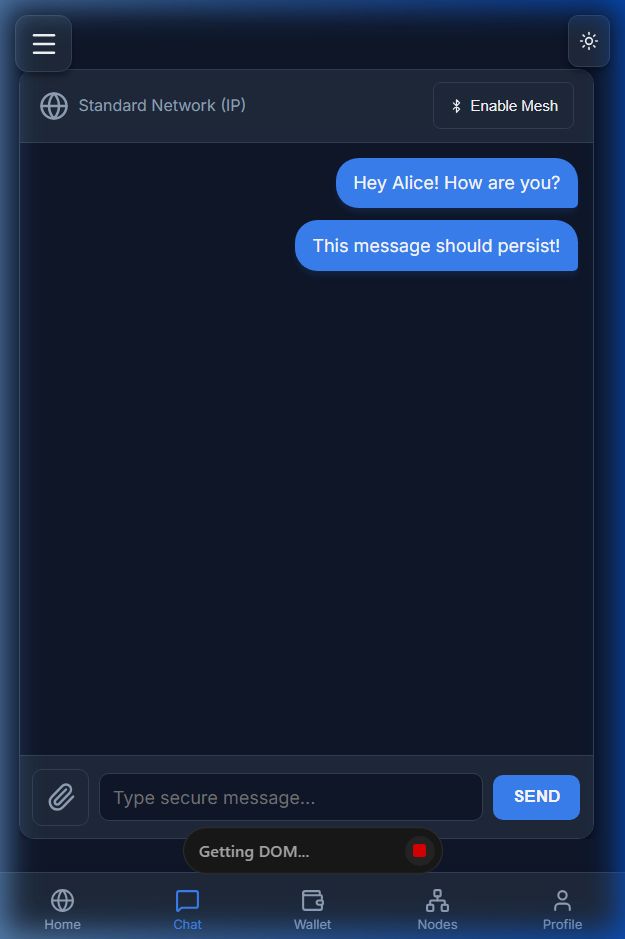 Standard Network (IP)
Enable Mesh
Hey Alice! How are you?
This message should persist!
Type secure message...
SEND
Getting DOM...
Home
Chat
Wallet
Nodes
Profile